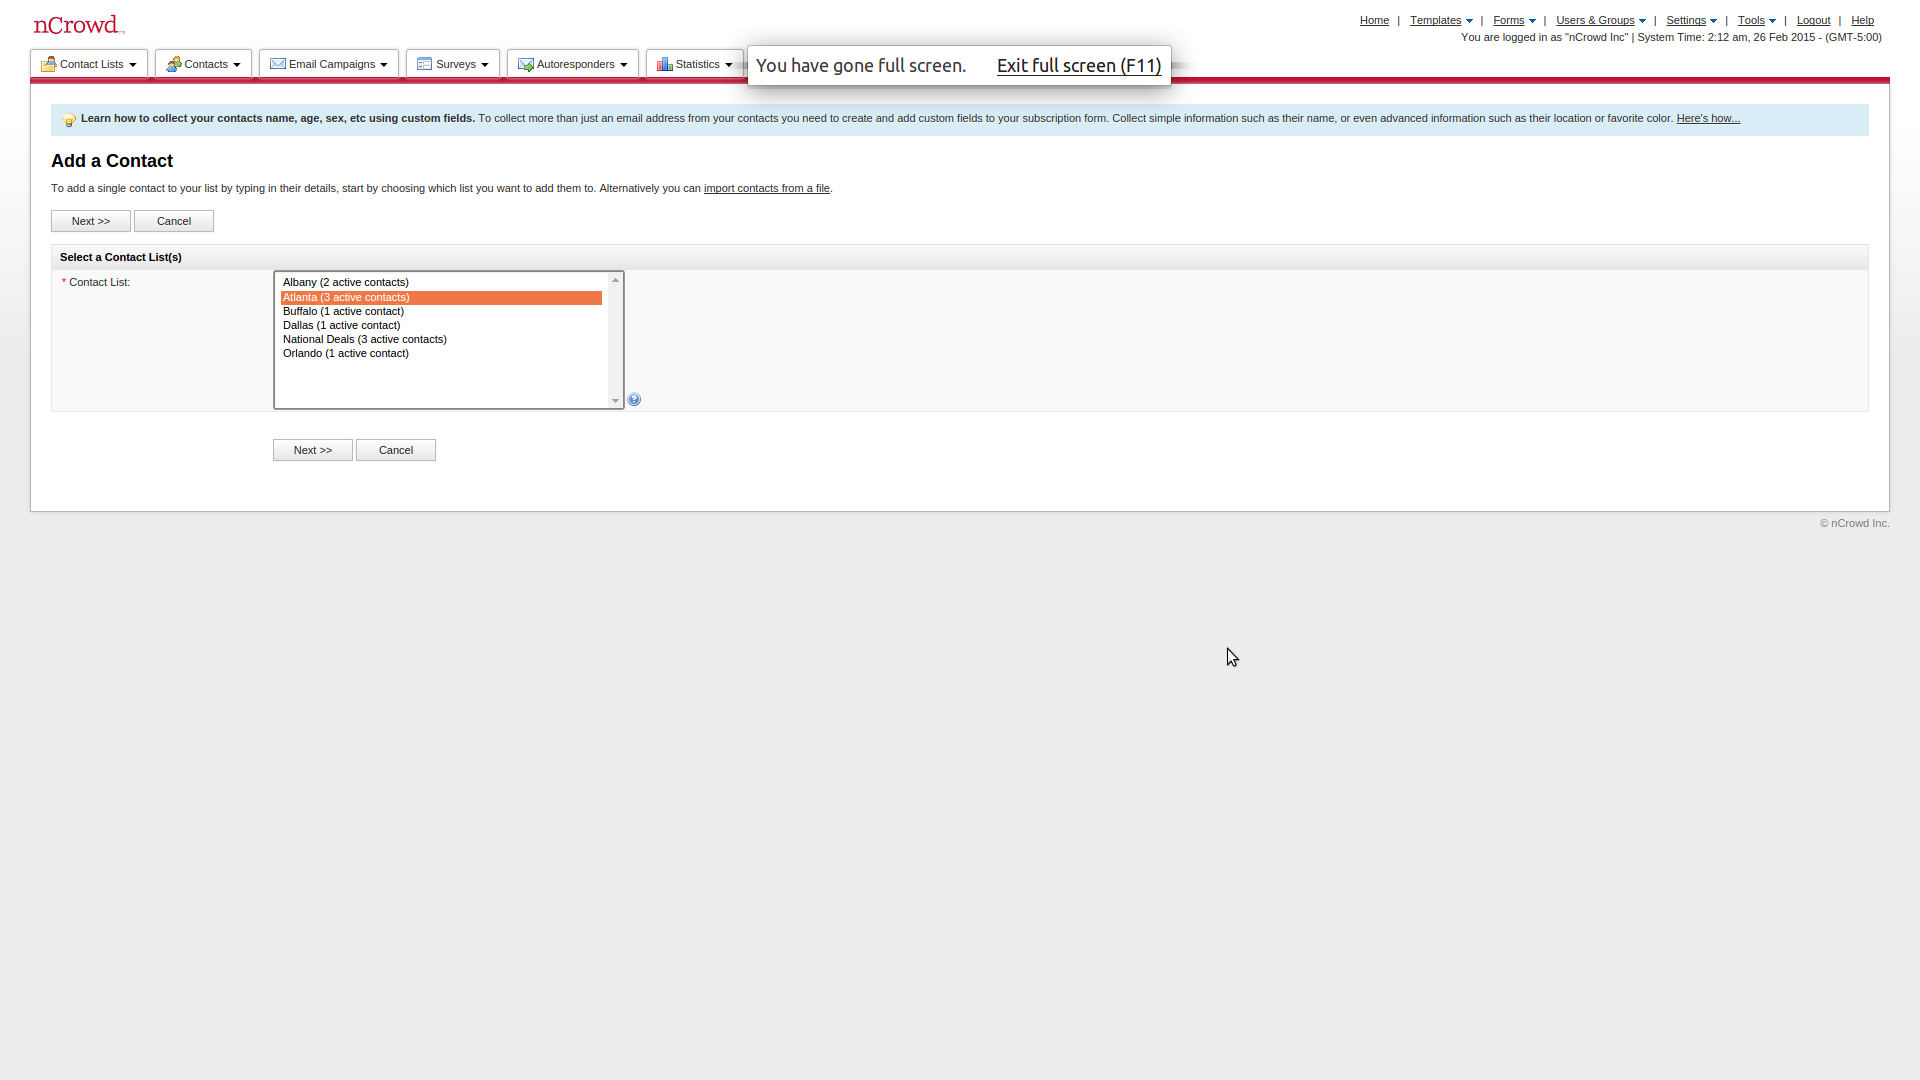 nCrowd
Home | Templates | Forms | Users & Groups | Settings | Tools | Logout | Help
You are logged in as "nCrowd Inc" | System Time: 2:12 am, 26 Feb 2015 - (GMT-5:00)
Contact Lists Contacts Email Campaigns Surveys Autoresponders Statistics
You have gone full screen. Exit full screen (F11)
Learn how to collect your contacts name, age, sex, etc using custom fields. To collect more than just an email address from your contacts you need to create and add custom fields to your subscription form. Collect simple information such as their name, or even advanced information such as their location or favorite color. Here's how...
Add a Contact
To add a single contact to your list by typing in their details, start by choosing which list you want to add them to. Alternatively you can import contacts from a file.
Next >> Cancel
Select a Contact List(s)
* Contact List:
Albany (2 active contacts)
Atlanta (3 active contacts)
Buffalo (1 active contact)
Dallas (1 active contact)
National Deals (3 active contacts)
Orlando (1 active contact)
?
Next >> Cancel
© nCrowd Inc.